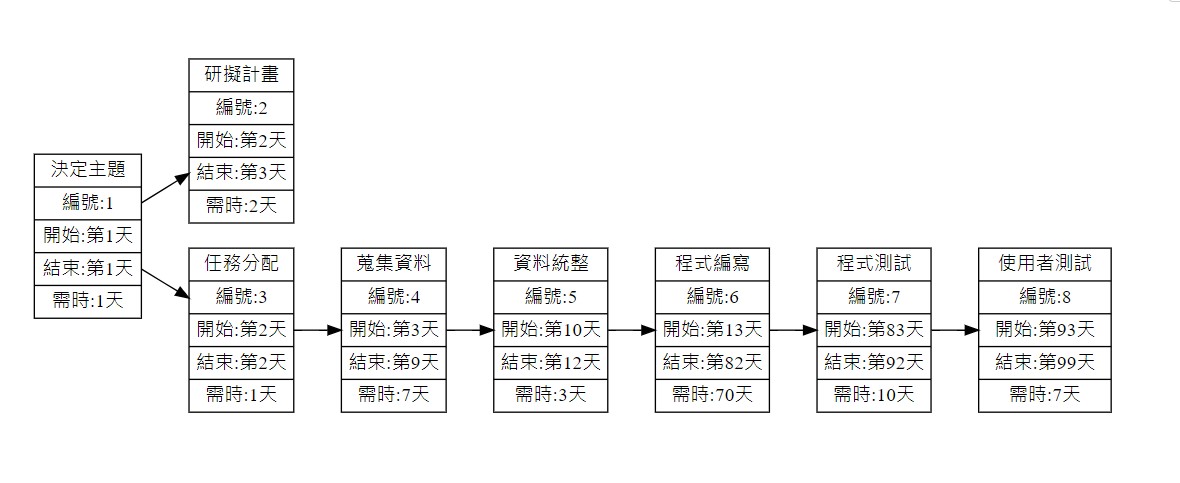 研擬計畫
編號:2
開始:第2天
結束:第3天
需時:2天
決定主題
編號:1
開始:第1天
結束:第1天
需時:1天
任務分配
編號:3
開始:第2天
結束:第2天
需時:1天
蒐集資料
編號:4
開始:第3天
結束:第9天
需時:7天
資料統整
編號:5
開始:第10天
結束:第12天
需時:3天
程式編寫
編號:6
開始:第13天
結束:第82天
需時:70天
程式測試
編號:7
開始:第83天
結束:第92天
需時:10天
使用者測試
編號:8
開始:第93天
結束:第99天
需時:7天